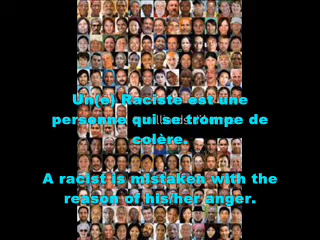 Un(e) Raciste est une
personne qui se trompe de
colère.
A racist is mistaken with the
reason of his/her anger.